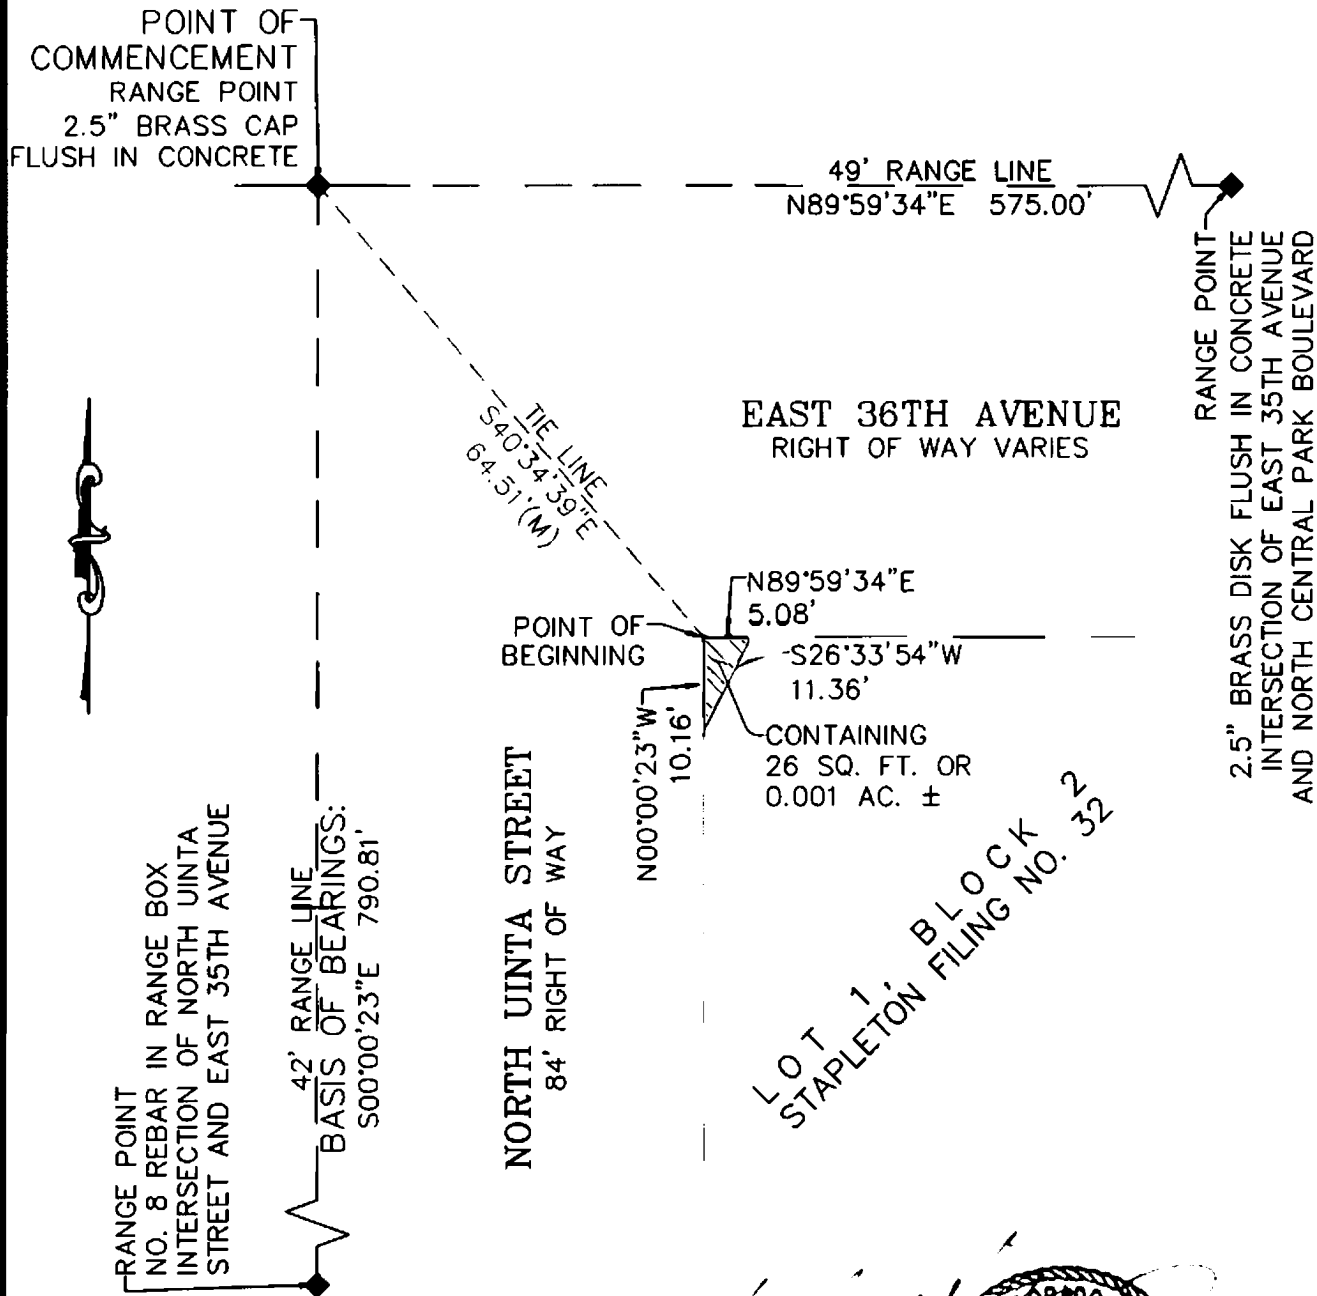 POINT OF
COMMENCEMENT
RANGE POINT
2.5" BRASS CAP
FLUSH IN CONCRETE
49' RANGE LINE
N89°59'34"E 575.00'
RANGE POINT
2.5" BRASS DISK FLUSH IN CONCRETE
INTERSECTION OF EAST 35TH AVENUE
AND NORTH CENTRAL PARK BOULEVARD
TIE LINE
S40°34'39"E
64.51'(M)
EAST 36TH AVENUE
RIGHT OF WAY VARIES
N89°59'34"E
5.08'
POINT OF
BEGINNING
S26°33'54"W
11.36'
N00°00'23"W
10.16'
CONTAINING
26 SQ. FT. OR
0.001 AC. ±
NORTH UINTA STREET
84' RIGHT OF WAY
LOT 1, BLOCK 2
STAPLETON FILING NO. 32
42' RANGE LINE
BASIS OF BEARINGS:
S00°00'23"E 790.81'
RANGE POINT
NO. 8 REBAR IN RANGE BOX
INTERSECTION OF NORTH UINTA
STREET AND EAST 35TH AVENUE